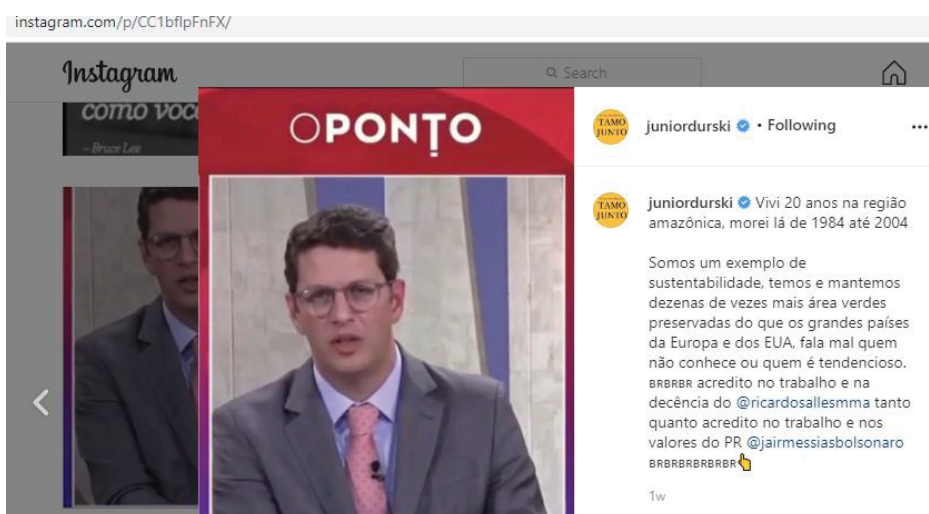 instagram.com/p/CC1bflpFnFX/
Instagram
Search
como você
- Bruce Lee
OPONTO
TAMO
JUNTO
juniordurski • Following
...
TAMO
JUNTO
juniordurski Vivi 20 anos na região
amazônica, morei lá de 1984 até 2004
Somos um exemplo de
sustentabilidade, temos e mantemos
dezenas de vezes mais área verdes
preservadas do que os grandes países
da Europa e dos EUA, fala mal quem
não conhece ou quem é tendencioso.
BRBRBR acredito no trabalho e na
decência do @ricardosallesmma tanto
quanto acredito no trabalho e nos
valores do PR @jairmessiasbolsonaro
BRBRBRBRBRBR
1w